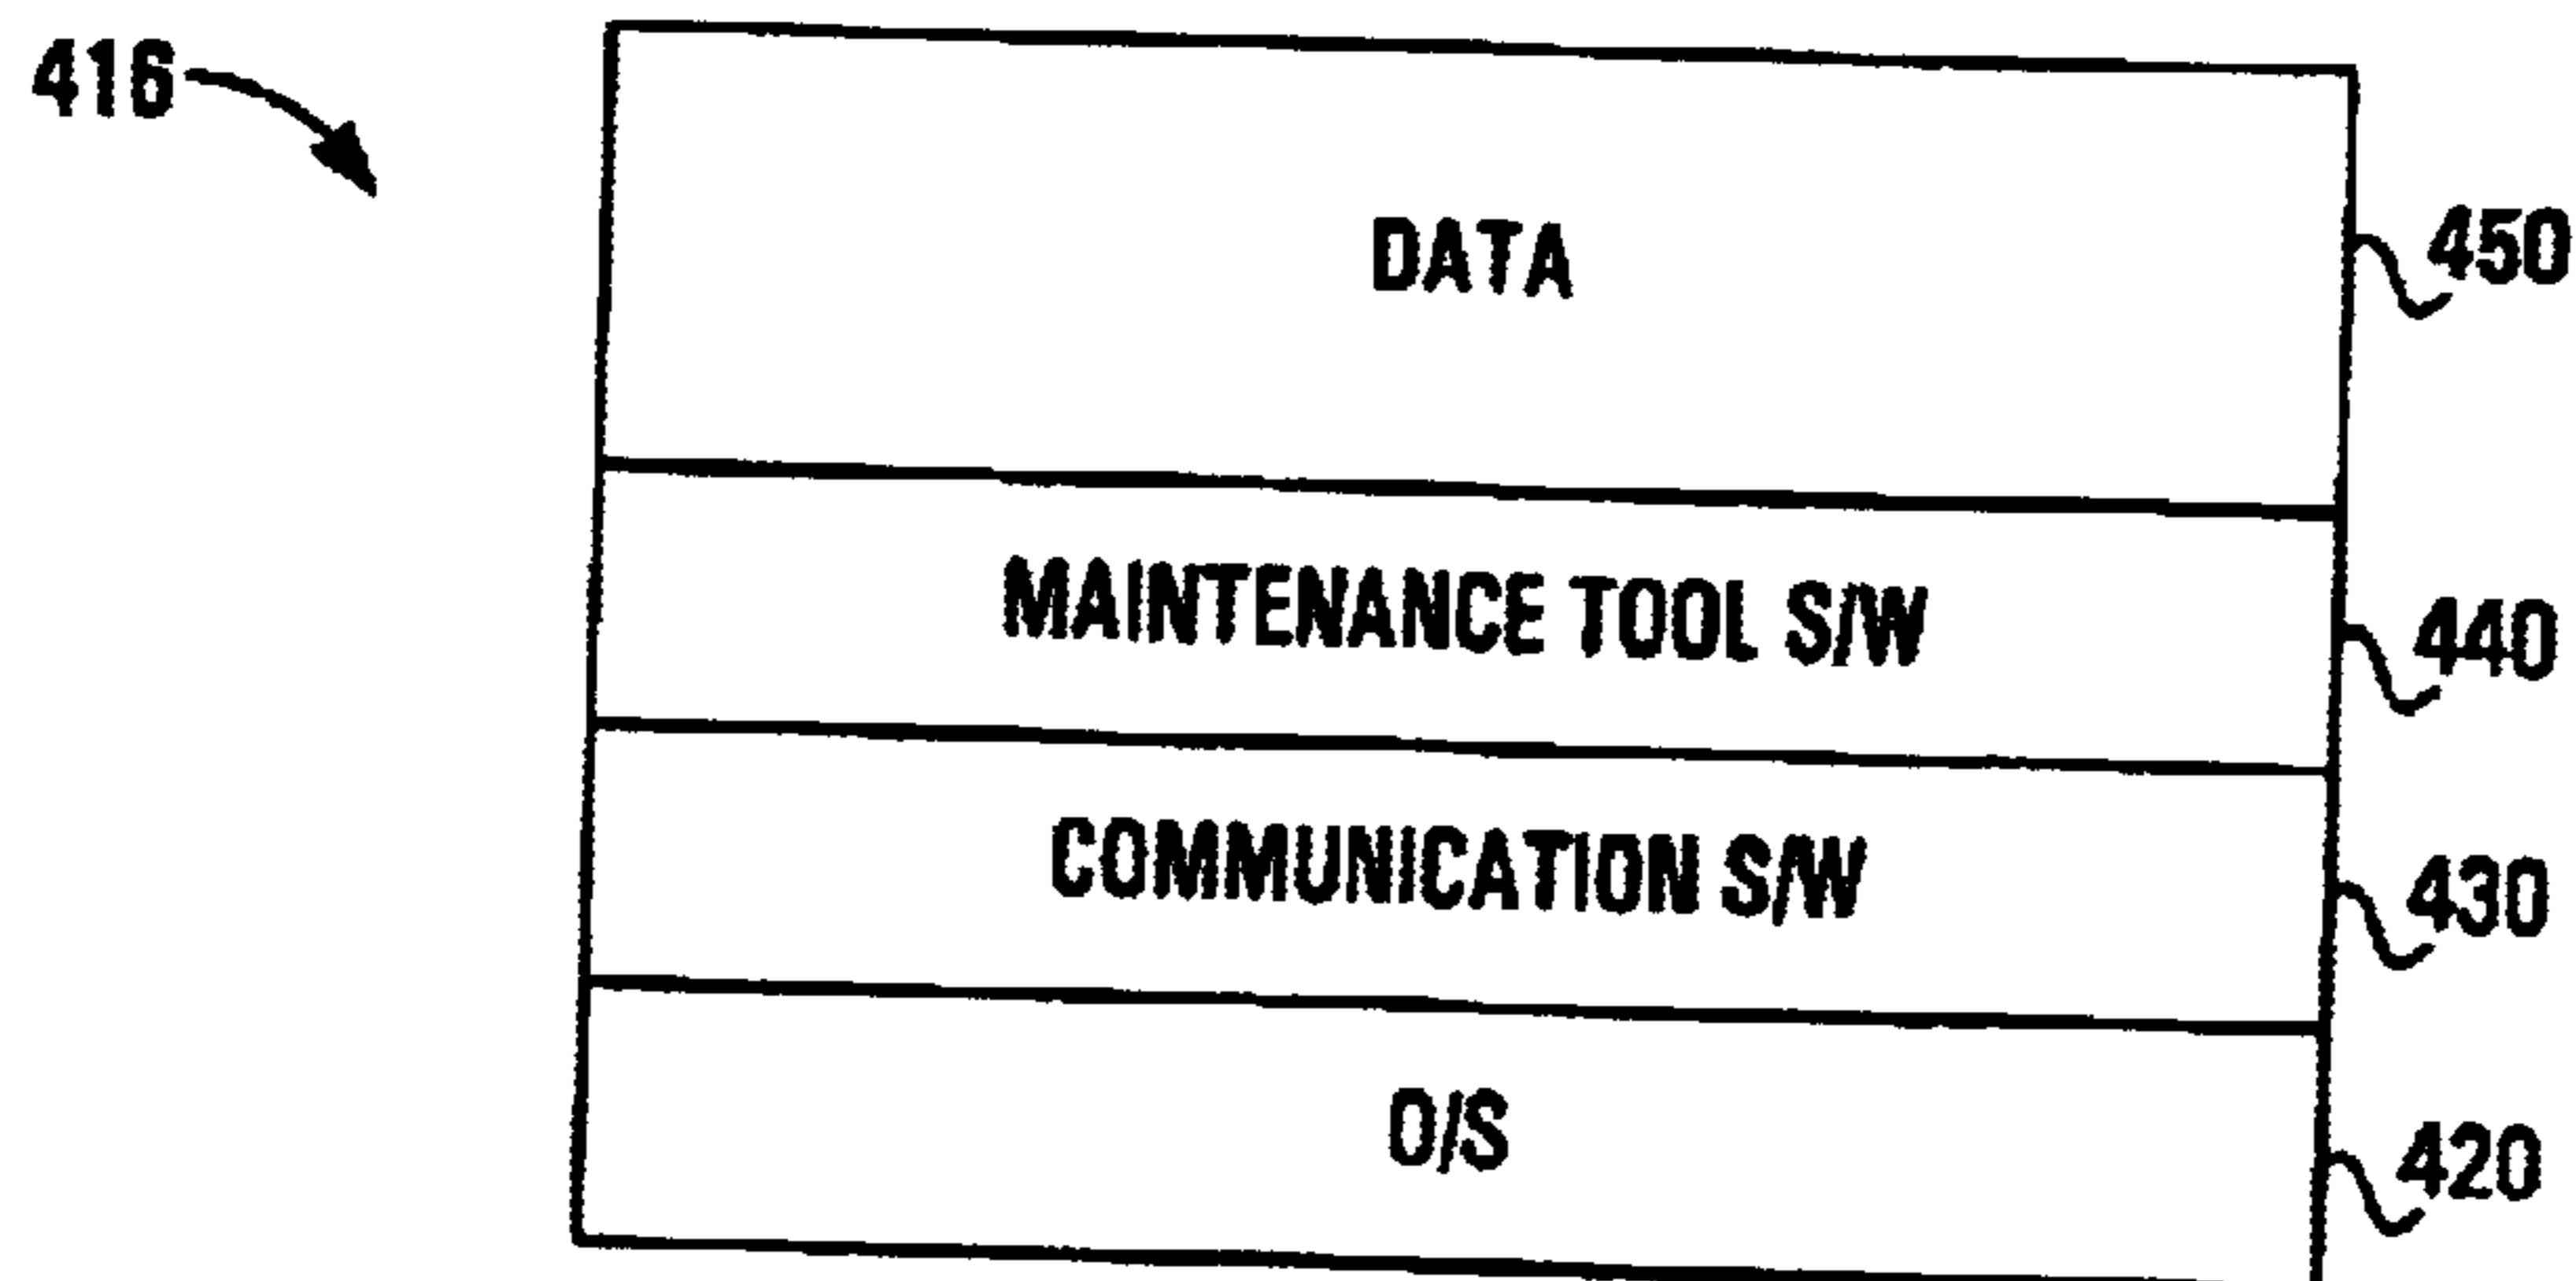 416
DATA
450
MAINTENANCE TOOL S/W
440
COMMUNICATION S/W
430
O/S
420